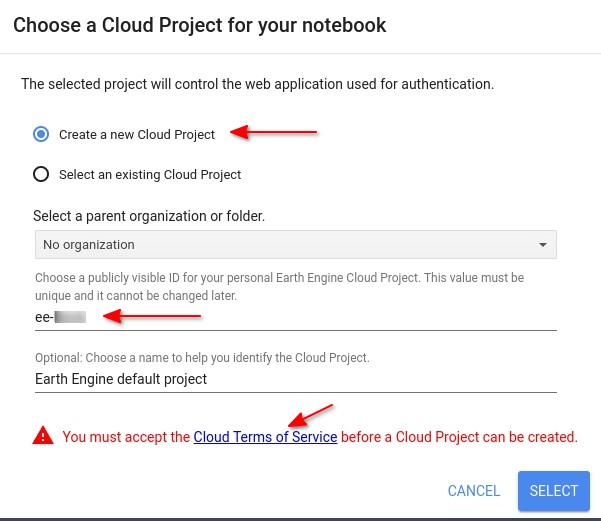 Choose a Cloud Project for your notebook
The selected project will control the web application used for authentication.
Create a new Cloud Project
Select an existing Cloud Project
Select a parent organization or folder.
No organization
Choose a publicly visible ID for your personal Earth Engine Cloud Project. This value must be
unique and it cannot be changed later.
ee-
Optional: Choose a name to help you identify the Cloud Project.
Earth Engine default project
You must accept the Cloud Terms of Service before a Cloud Project can be created.
CANCEL SELECT